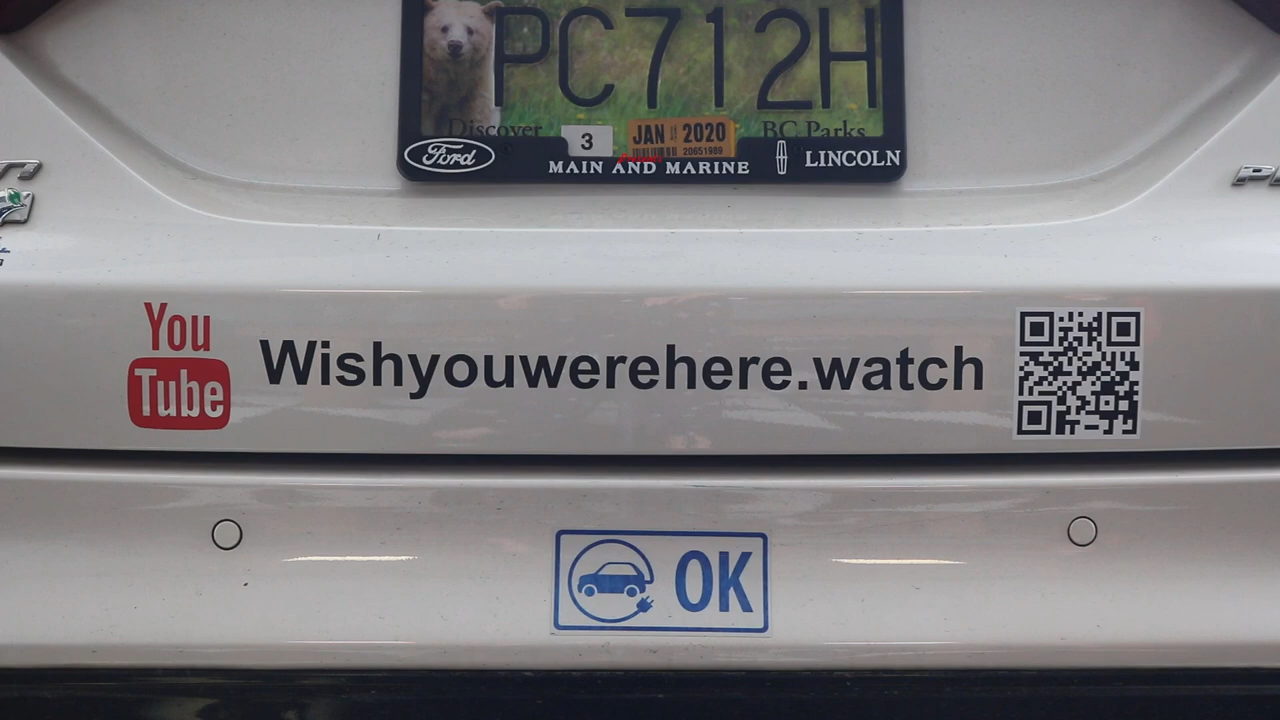 PC712H
Discover
BC Parks
3
JAN
2020
20651989
Ford
MAIN AND MARINE
LINCOLN
You
Tube
Wishyouwerehere.watch
OK